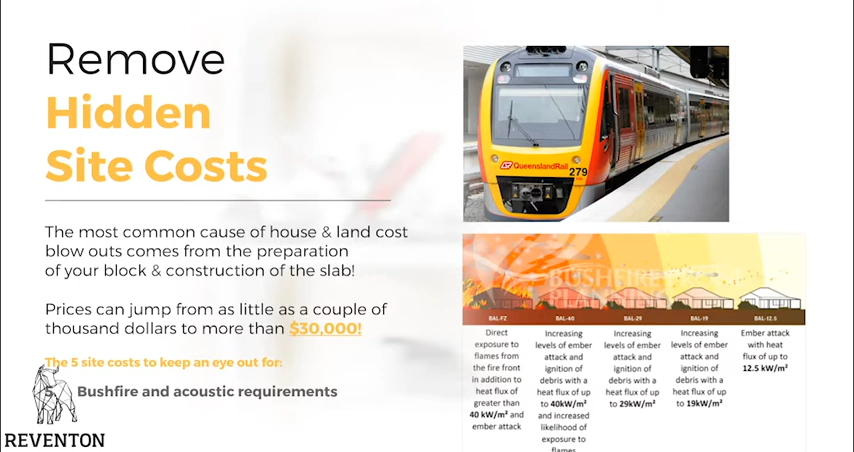 Remove
Hidden
Site Costs
The most common cause of house & land cost
blow outs comes from the preparation
of your block & construction of the slab!
Prices can jump from as little as a couple of
thousand dollars to more than $30,000!
The 5 site costs to keep an eye out for:
Bushfire and acoustic requirements
REVENTON
QueenslandRail
279
BUSHFIRE
BAL-FZ
Direct
exposure to
flames from
the fire front
in addition to
heat flux of
greater than
40 kW/m² and
ember attack
BAL-40
Increasing
levels of ember
attack and
ignition of
debris with a
heat flux of up
to 40kW/m²
and increased
likelihood of
exposure to
flames
BAL-29
Increasing
levels of ember
attack and
ignition of
debris with a
heat flux of up
to 29kW/m²
BAL-19
Increasing
levels of ember
attack and
ignition of
debris with a
heat flux of up
to 19kW/m²
BAL-12.5
Ember attack
with heat
flux of up to
12.5 kW/m²